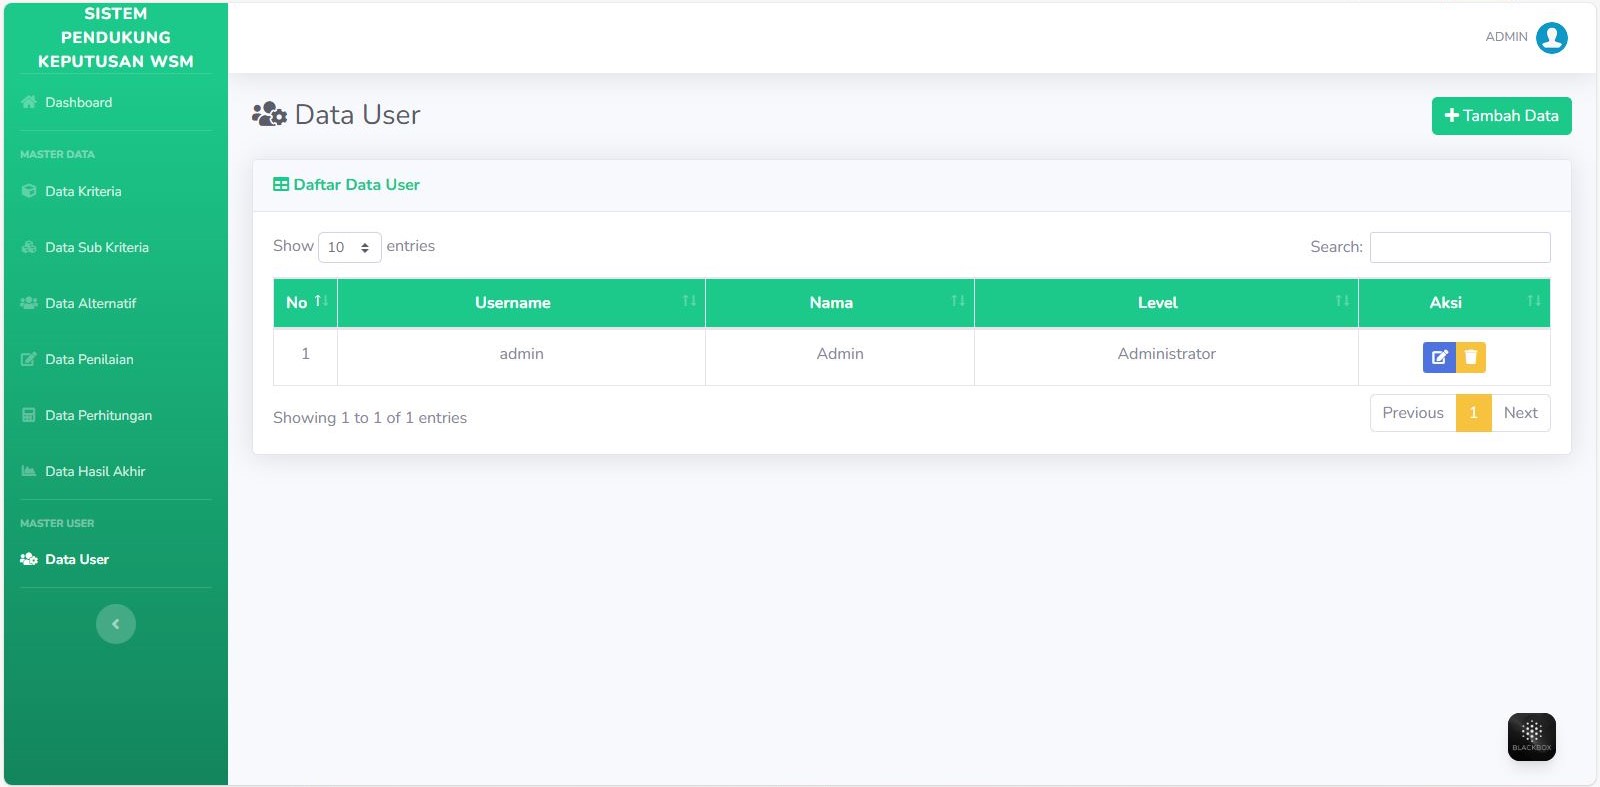 SISTEM
PENDUKUNG
KEPUTUSAN WSM
Dashboard
MASTER DATA
Data Kriteria
Data Sub Kriteria
Data Alternatif
Data Penilaian
Data Perhitungan
Data Hasil Akhir
MASTER USER
Data User
ADMIN
Data User
Tambah Data
Daftar Data User
Show 10 entries
Search:
No Username Nama Level Aksi
1 admin Admin Administrator
Showing 1 to 1 of 1 entries
Previous 1 Next
BLACKBOX